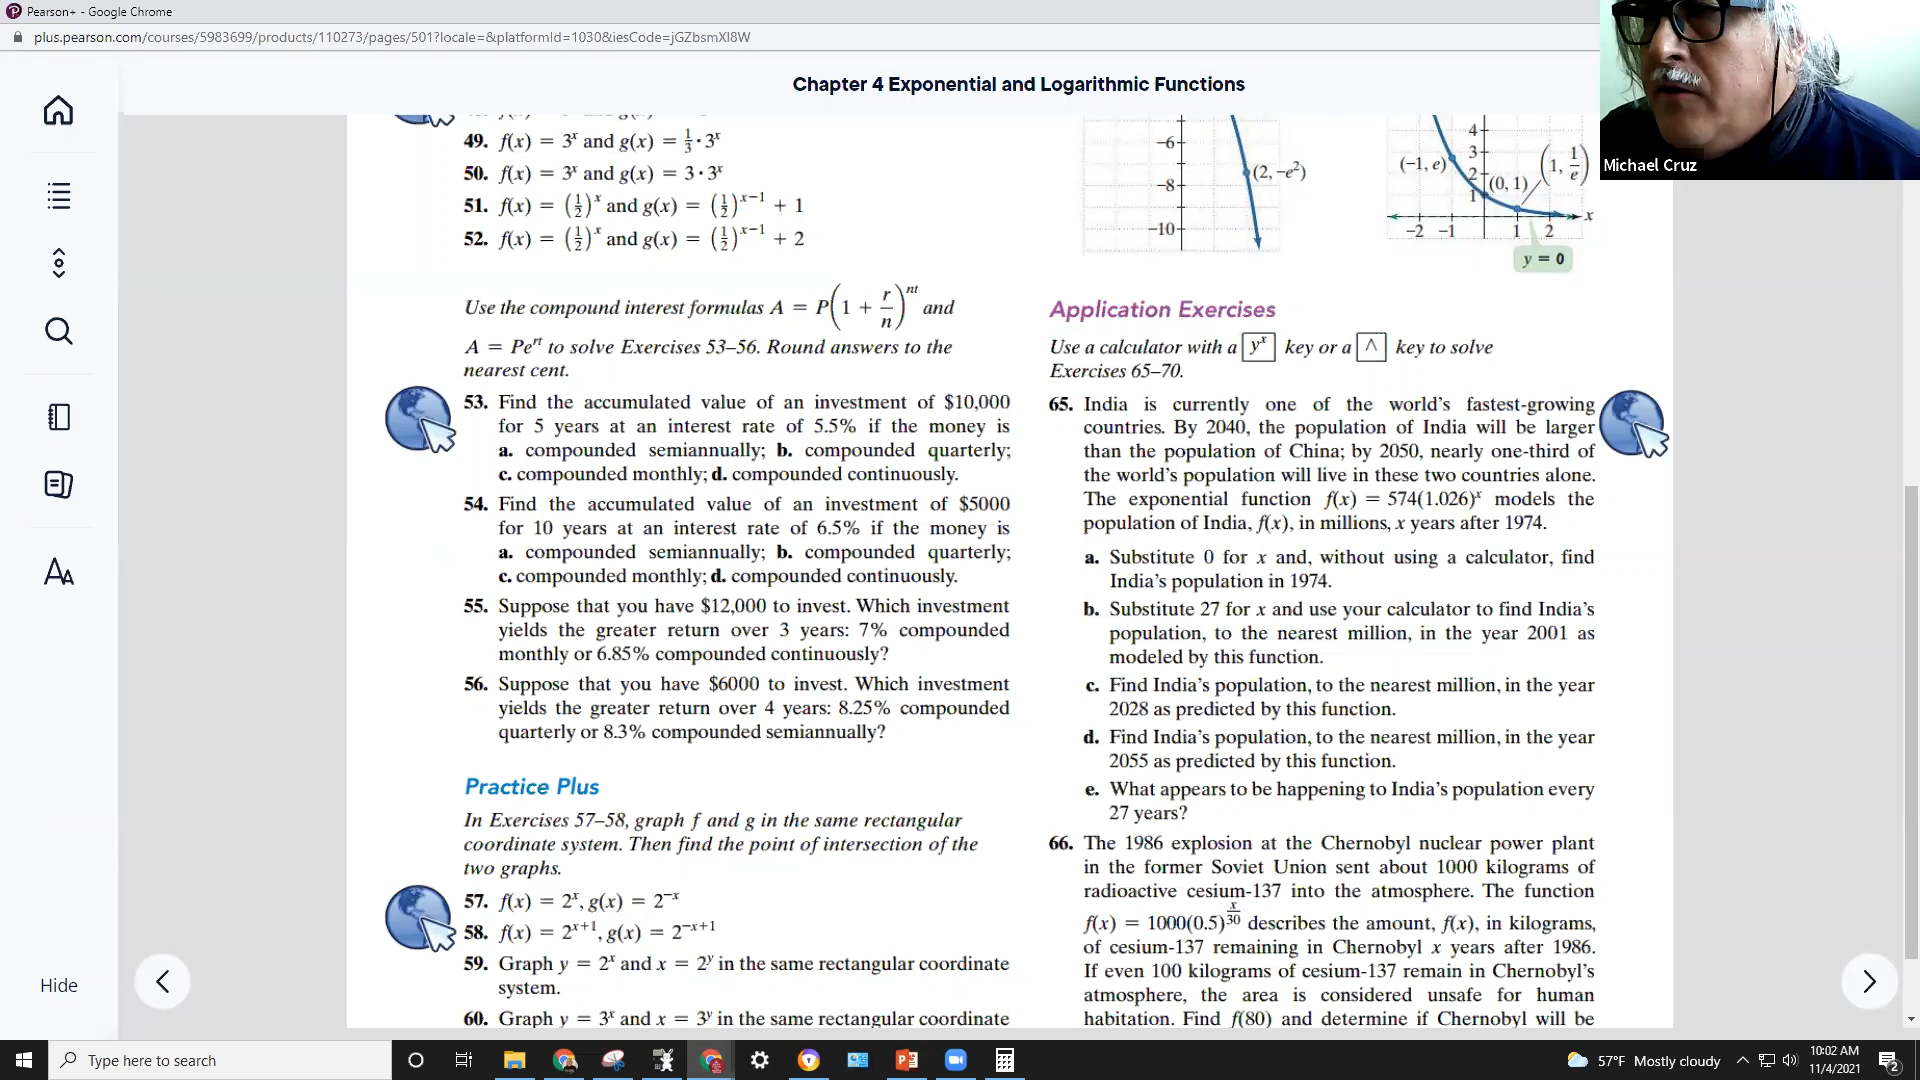 Pearson+ - Google Chrome
plus.pearson.com/courses/5983699/products/110273/pages/501?locale=&platformId=1030&iesCode=jGZbsmXI8W
Chapter 4 Exponential and Logarithmic Functions
Michael Cruz
49. f(x) = 3^x and g(x) = 1/3 · 3^x
50. f(x) = 3^x and g(x) = 3 · 3^x
51. f(x) = (1/2)^x and g(x) = (1/2)^(x−1) + 1
52. f(x) = (1/2)^x and g(x) = (1/2)^(x−1) + 2
Use the compound interest formulas A = P(1 + r/n)^(nt) and
A = Pe^(rt) to solve Exercises 53–56. Round answers to the
nearest cent.
53. Find the accumulated value of an investment of $10,000
for 5 years at an interest rate of 5.5% if the money is
a. compounded semiannually; b. compounded quarterly;
c. compounded monthly; d. compounded continuously.
54. Find the accumulated value of an investment of $5000
for 10 years at an interest rate of 6.5% if the money is
a. compounded semiannually; b. compounded quarterly;
c. compounded monthly; d. compounded continuously.
55. Suppose that you have $12,000 to invest. Which investment
yields the greater return over 3 years: 7% compounded
monthly or 6.85% compounded continuously?
56. Suppose that you have $6000 to invest. Which investment
yields the greater return over 4 years: 8.25% compounded
quarterly or 8.3% compounded semiannually?
Practice Plus
In Exercises 57–58, graph f and g in the same rectangular
coordinate system. Then find the point of intersection of the
two graphs.
57. f(x) = 2^x, g(x) = 2^(−x)
58. f(x) = 2^(x+1), g(x) = 2^(−x+1)
59. Graph y = 2^x and x = 2^y in the same rectangular coordinate
system.
60. Graph y = 3^x and x = 3^y in the same rectangular coordinate
−6
−8
−10
(2, −e²)
4
3
2
1
(−1, e)
(0, 1)
(1, 1/e)
x
−2 −1 1 2
y = 0
Application Exercises
Use a calculator with a y^x key or a ^ key to solve
Exercises 65–70.
65. India is currently one of the world's fastest-growing
countries. By 2040, the population of India will be larger
than the population of China; by 2050, nearly one-third of
the world's population will live in these two countries alone.
The exponential function f(x) = 574(1.026)^x models the
population of India, f(x), in millions, x years after 1974.
a. Substitute 0 for x and, without using a calculator, find
India's population in 1974.
b. Substitute 27 for x and use your calculator to find India's
population, to the nearest million, in the year 2001 as
modeled by this function.
c. Find India's population, to the nearest million, in the year
2028 as predicted by this function.
d. Find India's population, to the nearest million, in the year
2055 as predicted by this function.
e. What appears to be happening to India's population every
27 years?
66. The 1986 explosion at the Chernobyl nuclear power plant
in the former Soviet Union sent about 1000 kilograms of
radioactive cesium-137 into the atmosphere. The function
f(x) = 1000(0.5)^(x/30) describes the amount, f(x), in kilograms,
of cesium-137 remaining in Chernobyl x years after 1986.
If even 100 kilograms of cesium-137 remain in Chernobyl's
atmosphere, the area is considered unsafe for human
habitation. Find f(80) and determine if Chernobyl will be
Hide
Type here to search
57°F Mostly cloudy
10:02 AM
11/4/2021
2